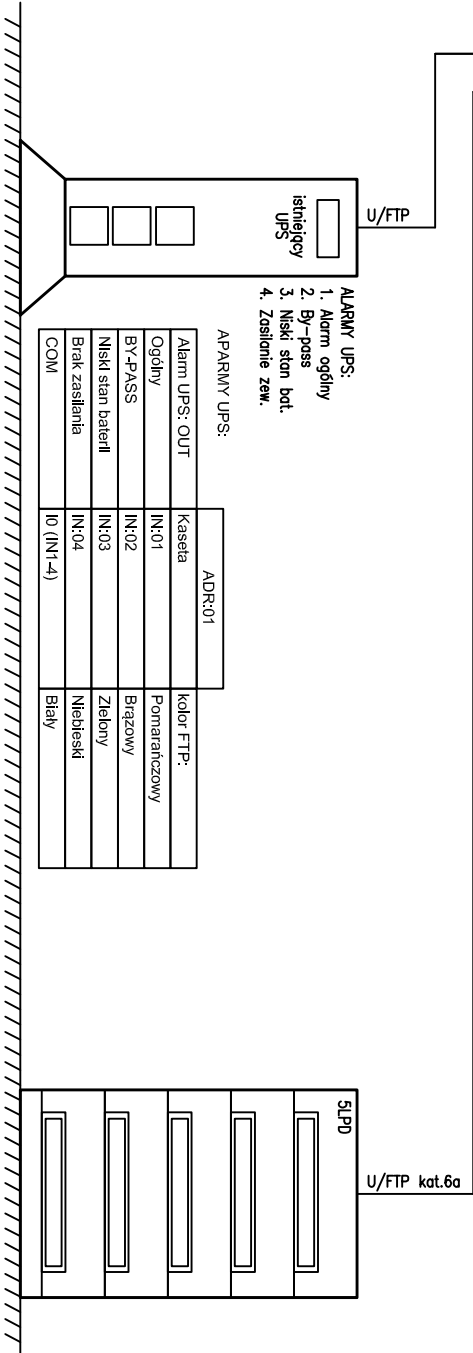 U/FTP
istniejący
UPS
ALARMY UPS:
1. Alarm ogólny
2. By-pass
3. Niski stan bat.
4. Zasilanie zew.
APARMY UPS:
ADR:01
Alarm UPS: OUT Kaseta kolor FTP:
Ogólny IN:01 Pomarańczowy
BY-PASS IN:02 Brązowy
Niski stan baterii IN:03 Zielony
Brak zasilania IN:04 Niebieski
COM I0 (IN1-4) Biały
5LPD
U/FTP kat.6a